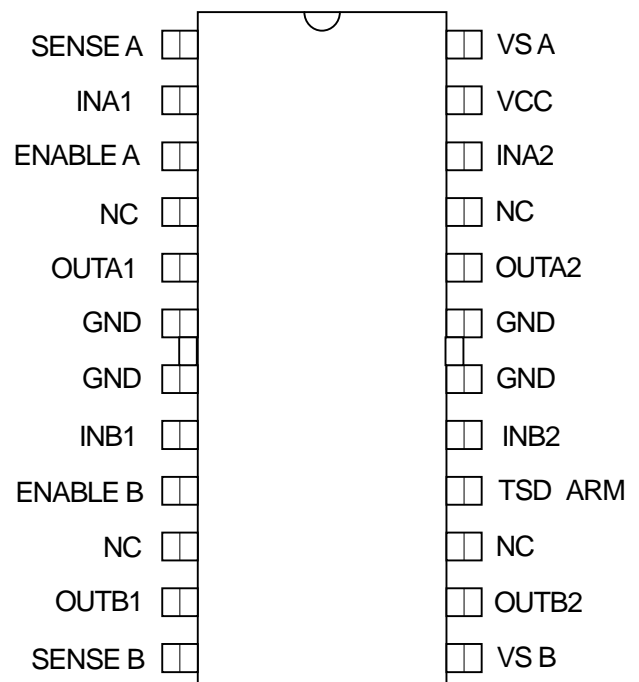 SENSE A VS A
INA1 VCC
ENABLE A INA2
NC NC
OUTA1 OUTA2
GND GND
GND GND
INB1 INB2
ENABLE B TSD ARM
NC NC
OUTB1 OUTB2
SENSE B VS B